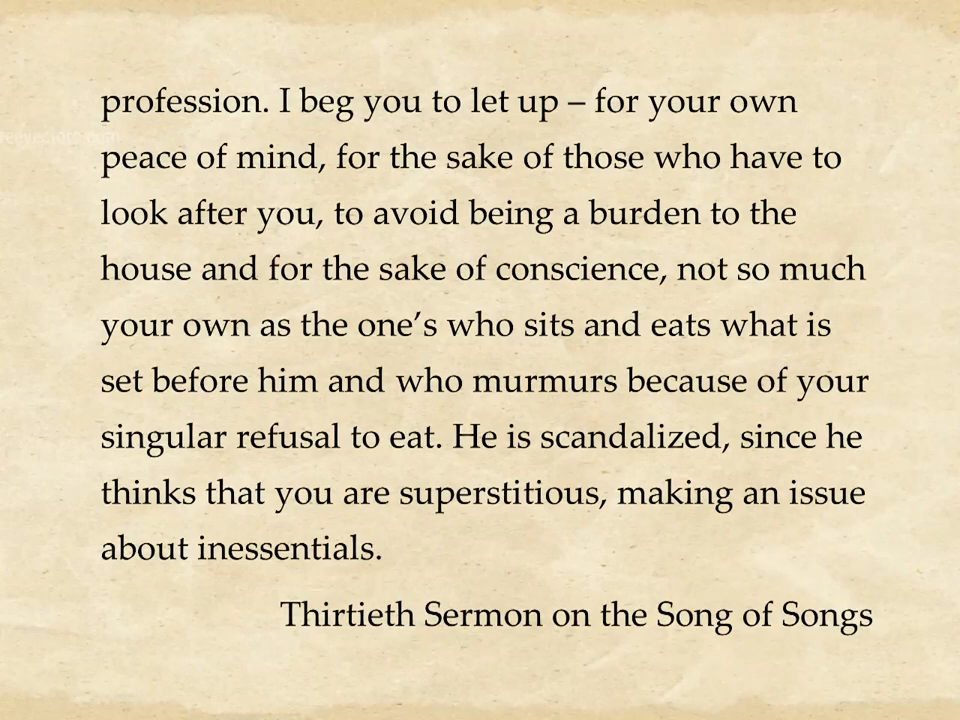 profession. I beg you to let up – for your own
peace of mind, for the sake of those who have to
look after you, to avoid being a burden to the
house and for the sake of conscience, not so much
your own as the one’s who sits and eats what is
set before him and who murmurs because of your
singular refusal to eat. He is scandalized, since he
thinks that you are superstitious, making an issue
about inessentials.
Thirtieth Sermon on the Song of Songs